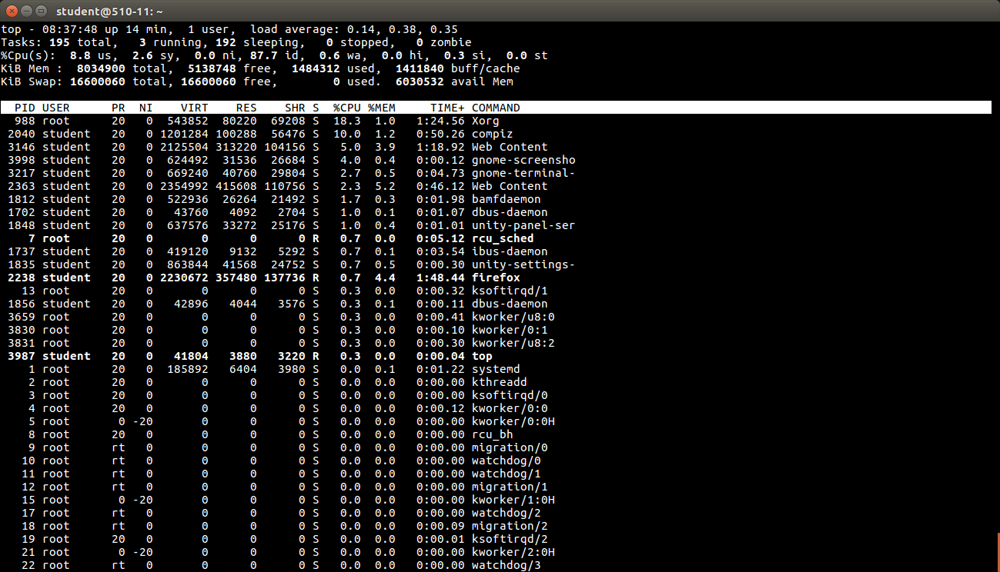 student@510-11: ~
top - 08:37:48 up 14 min,  1 user,  load average: 0.14, 0.38, 0.35
Tasks: 195 total,   3 running, 192 sleeping,   0 stopped,   0 zombie
%Cpu(s):  8.8 us,  2.6 sy,  0.0 ni, 87.7 id,  0.6 wa,  0.0 hi,  0.3 si,  0.0 st
KiB Mem :  8034900 total,  5138748 free,  1484312 used,  1411840 buff/cache
KiB Swap: 16600060 total, 16600060 free,        0 used.  6030532 avail Mem
  PID USER      PR  NI    VIRT    RES    SHR S  %CPU %MEM     TIME+ COMMAND
  988 root      20   0  543852  80220  69208 S  18.3  1.0   1:24.56 Xorg
 2040 student   20   0 1201284 100288  56476 S  10.0  1.2   0:50.26 compiz
 3146 student   20   0 2125504 313220 104156 S   5.0  3.9   1:18.92 Web Content
 3998 student   20   0  624492  31536  26684 S   4.0  0.4   0:00.12 gnome-screensho
 3217 student   20   0  669240  40760  29804 S   2.7  0.5   0:04.73 gnome-terminal-
 2363 student   20   0 2354992 415608 110756 S   2.3  5.2   0:46.12 Web Content
 1812 student   20   0  522936  26264  21492 S   1.7  0.3   0:01.98 bamfdaemon
 1702 student   20   0   43760   4092   2704 S   1.0  0.1   0:01.07 dbus-daemon
 1848 student   20   0  637576  33272  25176 S   1.0  0.4   0:01.01 unity-panel-ser
    7 root      20   0       0      0      0 R   0.7  0.0   0:05.12 rcu_sched
 1737 student   20   0  419120   9132   5292 S   0.7  0.1   0:03.54 ibus-daemon
 1835 student   20   0  863844  41568  24752 S   0.7  0.5   0:00.30 unity-settings-
 2238 student   20   0 2230672 357480 137736 R   0.7  4.4   1:48.44 firefox
   13 root      20   0       0      0      0 S   0.3  0.0   0:00.32 ksoftirqd/1
 1856 student   20   0   42896   4044   3576 S   0.3  0.1   0:00.11 dbus-daemon
 3659 root      20   0       0      0      0 S   0.3  0.0   0:00.41 kworker/u8:0
 3830 root      20   0       0      0      0 S   0.3  0.0   0:00.10 kworker/0:1
 3831 root      20   0       0      0      0 S   0.3  0.0   0:00.30 kworker/u8:2
 3987 student   20   0   41804   3880   3220 R   0.3  0.0   0:00.04 top
    1 root      20   0  185892   6404   3980 S   0.0  0.1   0:01.22 systemd
    2 root      20   0       0      0      0 S   0.0  0.0   0:00.00 kthreadd
    3 root      20   0       0      0      0 S   0.0  0.0   0:00.00 ksoftirqd/0
    4 root      20   0       0      0      0 S   0.0  0.0   0:00.12 kworker/0:0
    5 root       0 -20       0      0      0 S   0.0  0.0   0:00.00 kworker/0:0H
    8 root      20   0       0      0      0 S   0.0  0.0   0:00.00 rcu_bh
    9 root      rt   0       0      0      0 S   0.0  0.0   0:00.00 migration/0
   10 root      rt   0       0      0      0 S   0.0  0.0   0:00.00 watchdog/0
   11 root      rt   0       0      0      0 S   0.0  0.0   0:00.00 watchdog/1
   12 root      rt   0       0      0      0 S   0.0  0.0   0:00.00 migration/1
   15 root       0 -20       0      0      0 S   0.0  0.0   0:00.00 kworker/1:0H
   17 root      rt   0       0      0      0 S   0.0  0.0   0:00.00 watchdog/2
   18 root      rt   0       0      0      0 S   0.0  0.0   0:00.09 migration/2
   19 root      20   0       0      0      0 S   0.0  0.0   0:00.01 ksoftirqd/2
   21 root       0 -20       0      0      0 S   0.0  0.0   0:00.00 kworker/2:0H
   22 root      rt   0       0      0      0 S   0.0  0.0   0:00.00 watchdog/3